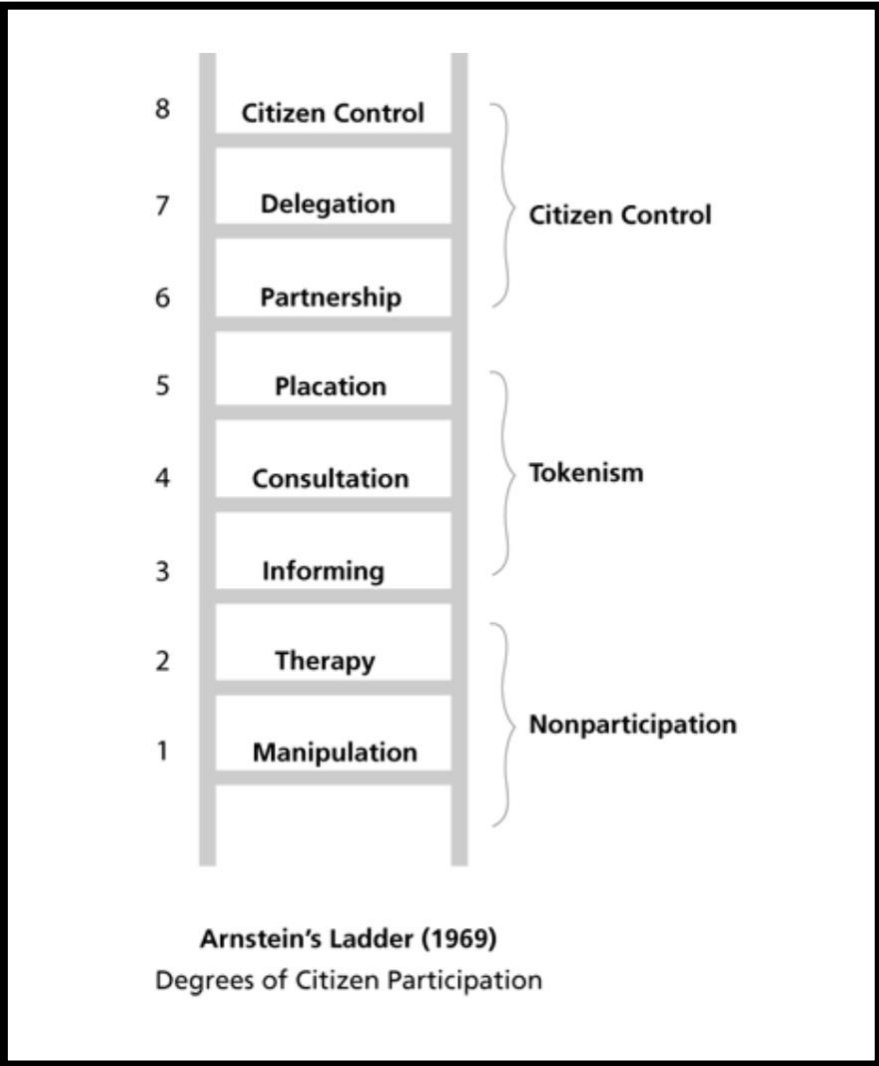 8 Citizen Control
7 Delegation
Citizen Control
6 Partnership
5 Placation
4 Consultation
Tokenism
3 Informing
2 Therapy
Nonparticipation
1 Manipulation
Arnstein’s Ladder (1969)
Degrees of Citizen Participation